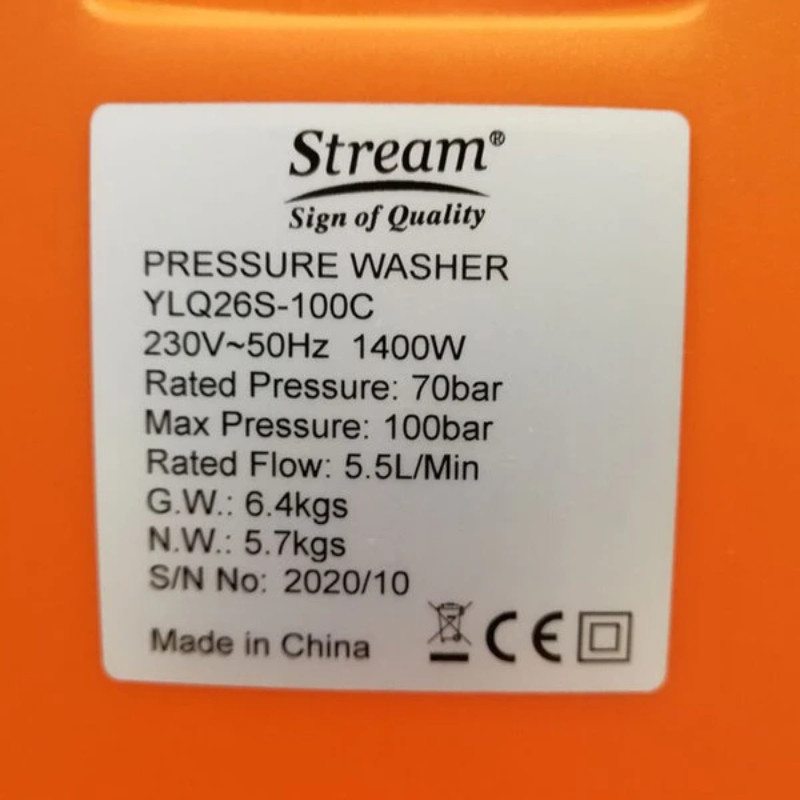 Stream®
Sign of Quality
PRESSURE WASHER
YLQ26S-100C
230V~50Hz 1400W
Rated Pressure: 70bar
Max Pressure: 100bar
Rated Flow: 5.5L/Min
G.W.: 6.4kgs
N.W.: 5.7kgs
S/N No: 2020/10
Made in China CE